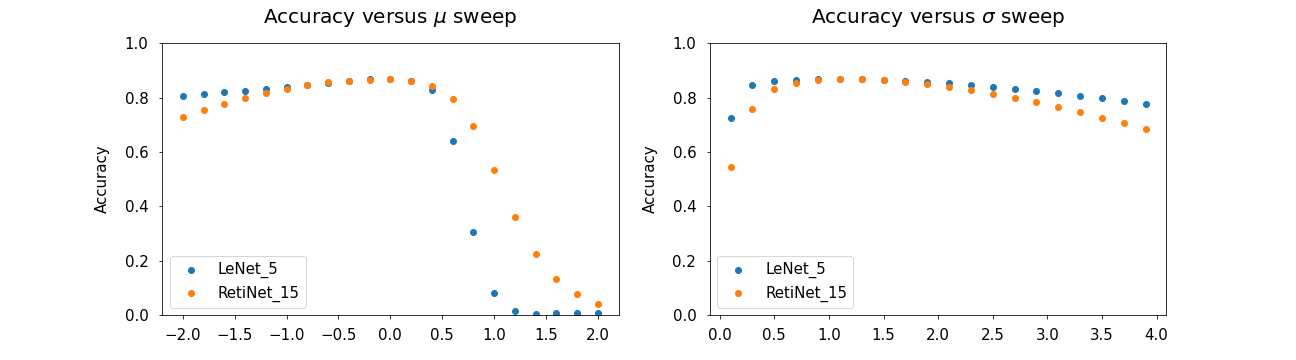 Accuracy versus μ sweep
Accuracy
1.0
0.8
0.6
0.4
0.2
0.0
LeNet_5
RetiNet_15
−2.0 −1.5 −1.0 −0.5 0.0 0.5 1.0 1.5 2.0
Accuracy versus σ sweep
Accuracy
1.0
0.8
0.6
0.4
0.2
0.0
LeNet_5
RetiNet_15
0.0 0.5 1.0 1.5 2.0 2.5 3.0 3.5 4.0